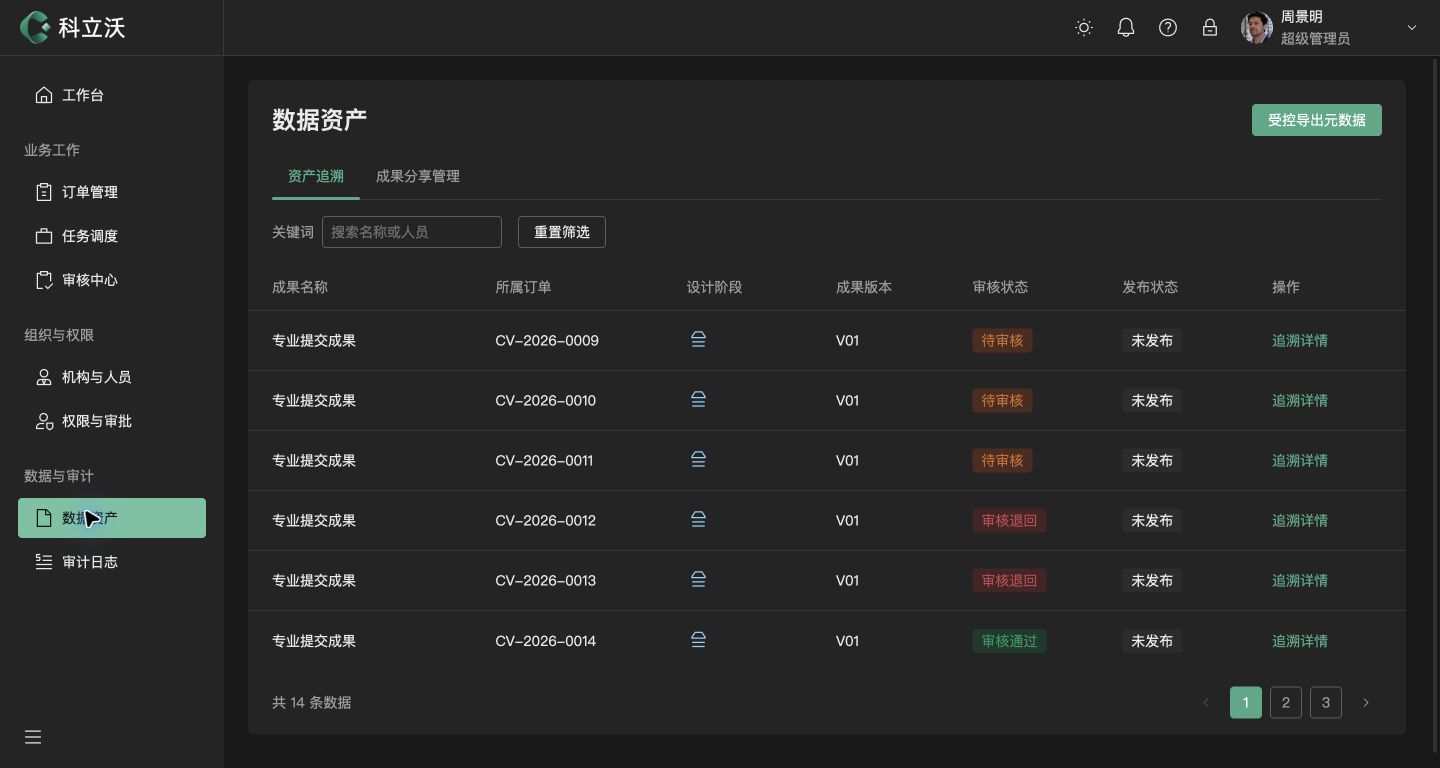 科立沃
周景明
超级管理员
工作台
业务工作
订单管理
任务调度
审核中心
组织与权限
机构与人员
权限与审批
数据与审计
数据资产
审计日志
数据资产
受控导出元数据
资产追溯 成果分享管理
关键词 搜索名称或人员 重置筛选
成果名称 所属订单 设计阶段 成果版本 审核状态 发布状态 操作
专业提交成果 CV-2026-0009 V01 待审核 未发布 追溯详情
专业提交成果 CV-2026-0010 V01 待审核 未发布 追溯详情
专业提交成果 CV-2026-0011 V01 待审核 未发布 追溯详情
专业提交成果 CV-2026-0012 V01 审核退回 未发布 追溯详情
专业提交成果 CV-2026-0013 V01 审核退回 未发布 追溯详情
专业提交成果 CV-2026-0014 V01 审核通过 未发布 追溯详情
共 14 条数据
1 2 3